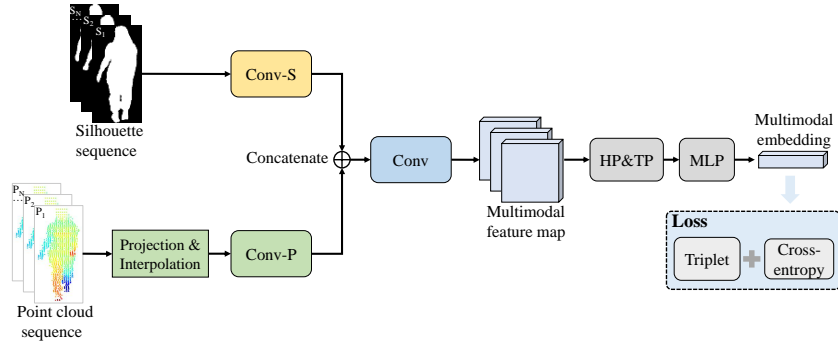 S_N
... S_2
S_1
Silhouette
sequence
Conv-S
Concatenate
Conv
Multimodal
feature map
HP&TP
MLP
Multimodal
embedding
Loss
Triplet
Cross-
entropy
P_N
... P_2
P_1
Point cloud
sequence
Projection &
Interpolation
Conv-P